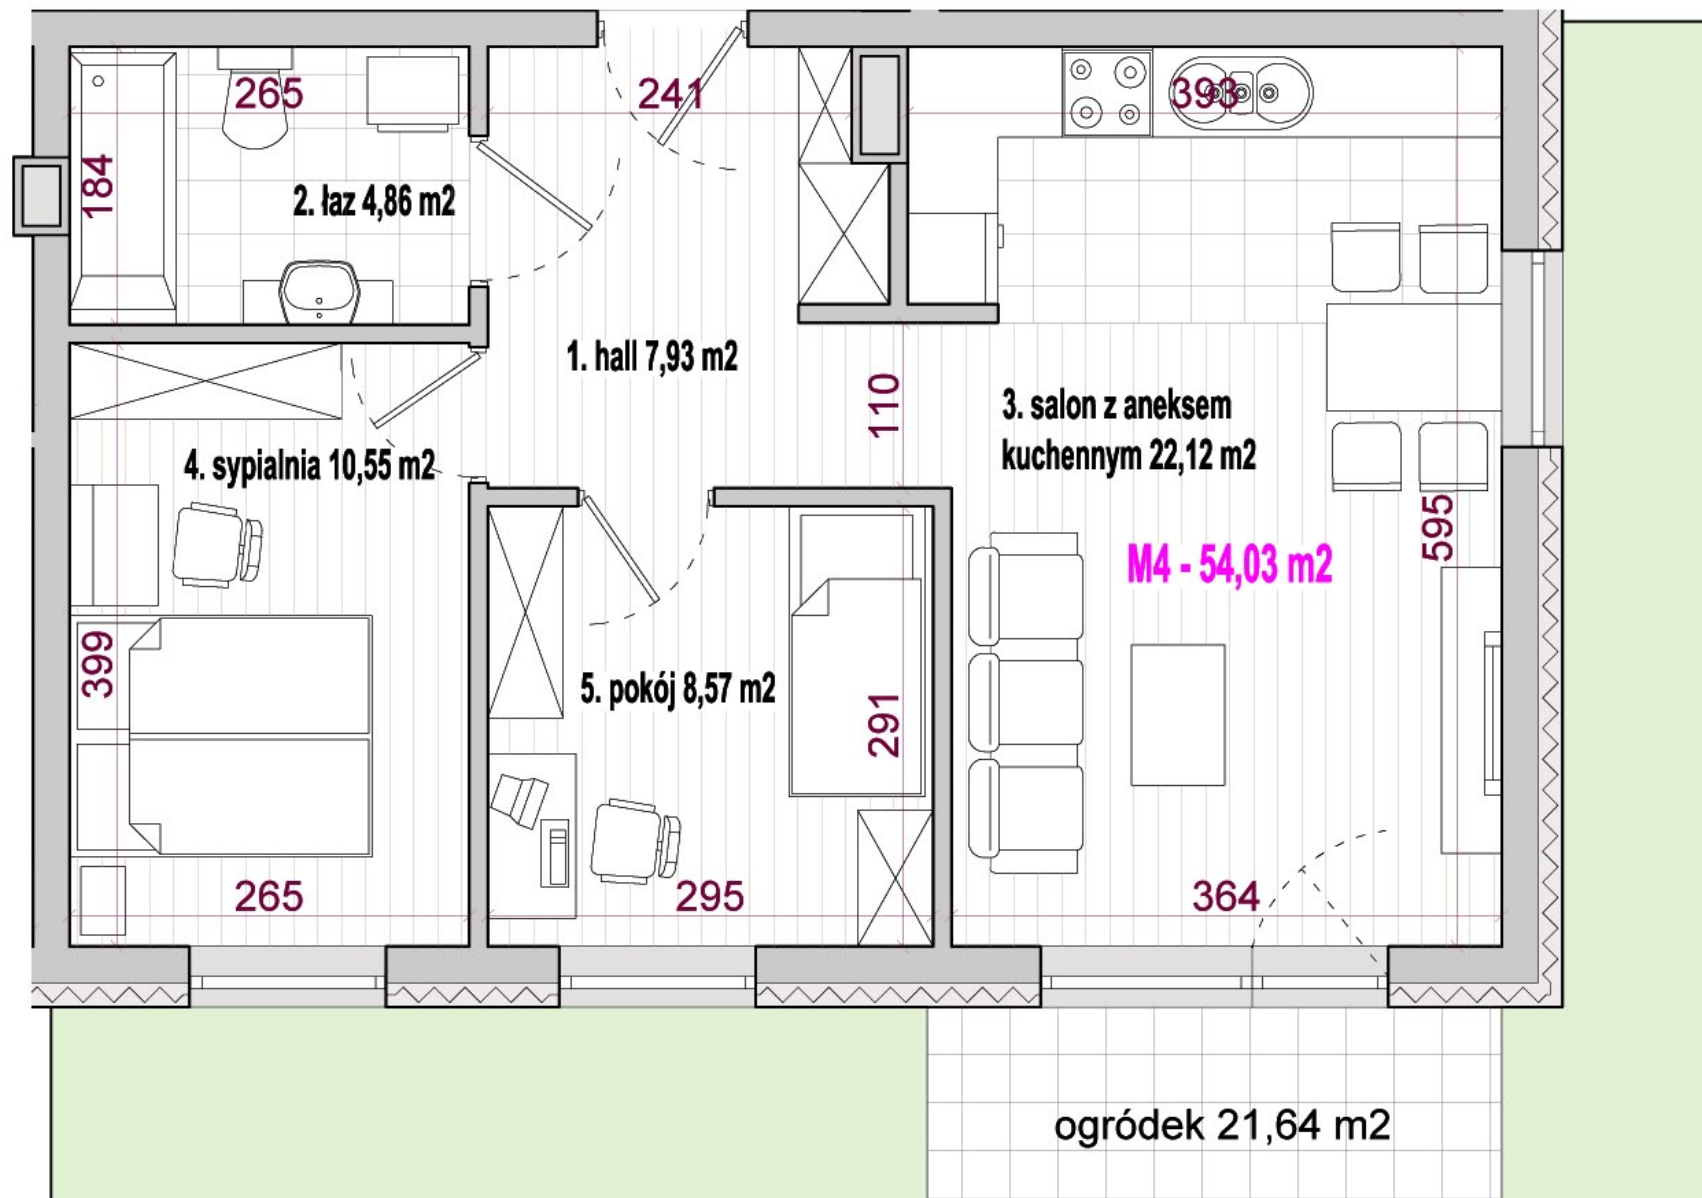 265
241
393
184
2. łaz 4,86 m2
1. hall 7,93 m2
110
3. salon z aneksem
kuchennym 22,12 m2
4. sypialnia 10,55 m2
595
M4 - 54,03 m2
399
5. pokój 8,57 m2
291
265
295
364
ogródek 21,64 m2